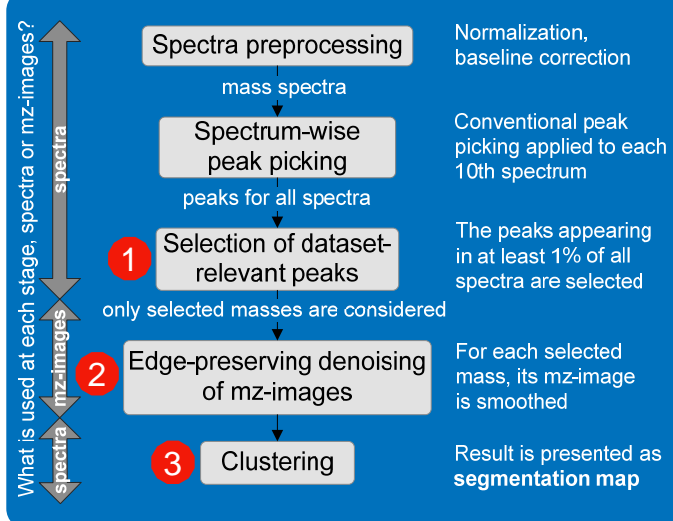 What is used at each stage, spectra or mz-images?
spectra
mz-images
spectra
Spectra preprocessing
Normalization,
baseline correction
mass spectra
Spectrum-wise
peak picking
Conventional peak
picking applied to each
10th spectrum
peaks for all spectra
1
Selection of dataset-
relevant peaks
The peaks appearing
in at least 1% of all
spectra are selected
only selected masses are considered
2
Edge-preserving denoising
of mz-images
For each selected
mass, its mz-image
is smoothed
3
Clustering
Result is presented as
segmentation map